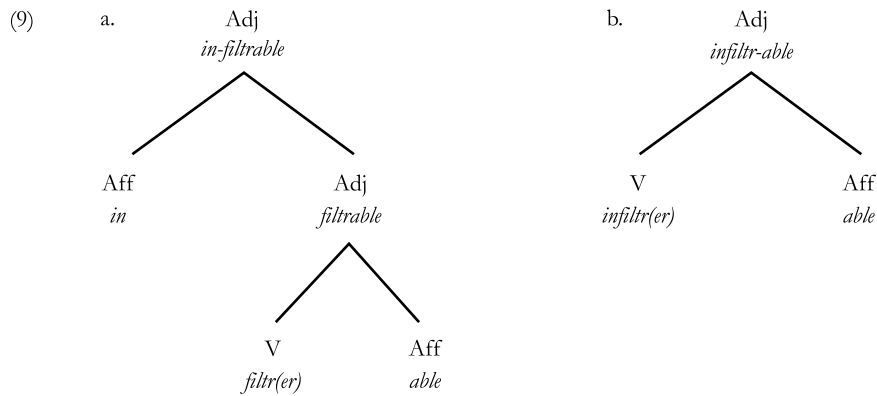 (9) a. Adj b. Adj
in-filtrable infiltr-able
Aff Adj V Aff
in filtrable infiltr(er) able
V Aff
filtr(er) able